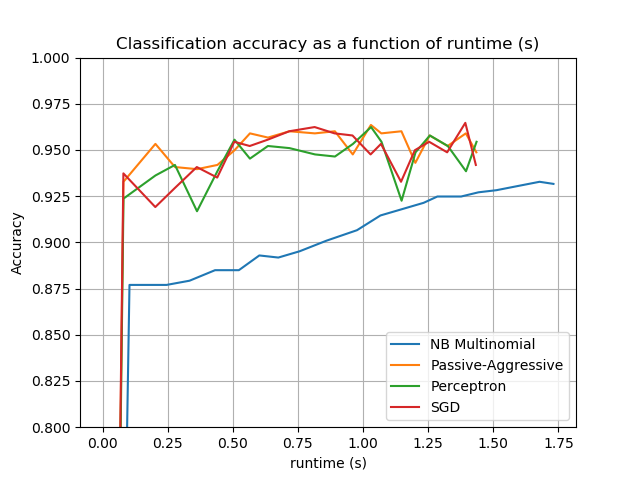 Classification accuracy as a function of runtime (s)
1.000
0.975
0.950
0.925
0.900
0.875
0.850
0.825
0.800
Accuracy
NB Multinomial
Passive-Aggressive
Perceptron
SGD
0.00 0.25 0.50 0.75 1.00 1.25 1.50 1.75
runtime (s)